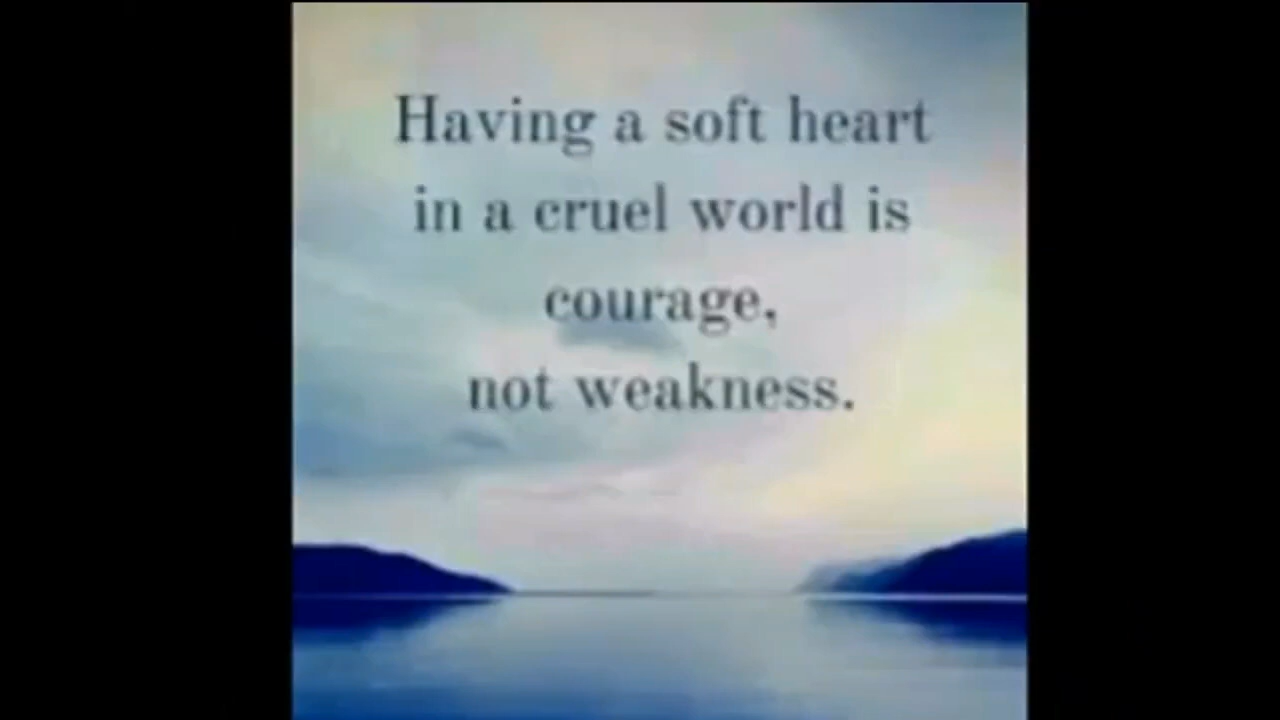 Having a soft heart
in a cruel world is
courage,
not weakness.